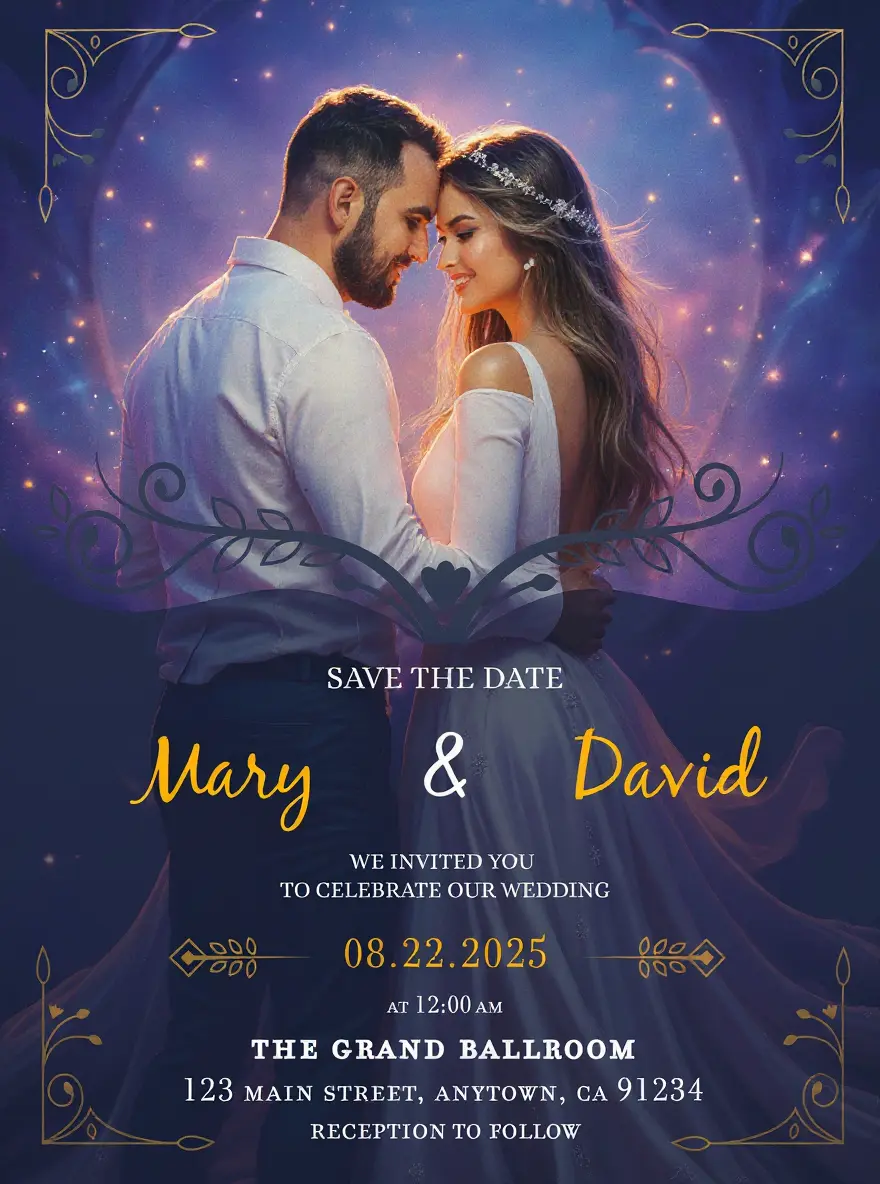 SAVE THE DATE
Mary & David
WE INVITED YOU
TO CELEBRATE OUR WEDDING
08.22.2025
AT 12:00 AM
THE GRAND BALLROOM
123 MAIN STREET, ANYTOWN, CA 91234
RECEPTION TO FOLLOW